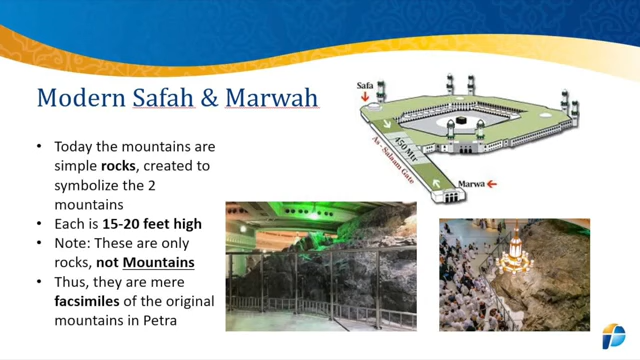 Modern Safah & Marwah
• Today the mountains are
simple rocks, created to
symbolize the 2
mountains
• Each is 15-20 feet high
• Note: These are only
rocks, not Mountains
• Thus, they are mere
facsimiles of the original
mountains in Petra
Safa
450 Mtr
As - Salaam Gate
Marwa